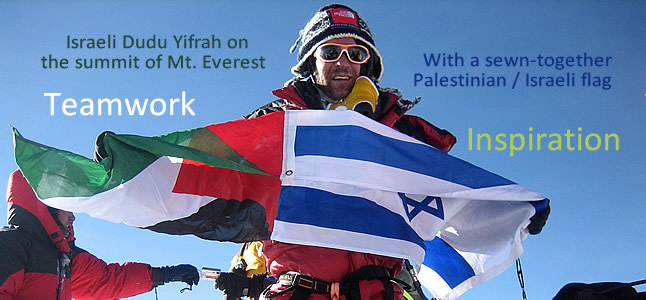 Israeli Dudu Yifrah on
the summit of Mt. Everest
With a sewn-together
Palestinian / Israeli flag
Teamwork
Inspiration